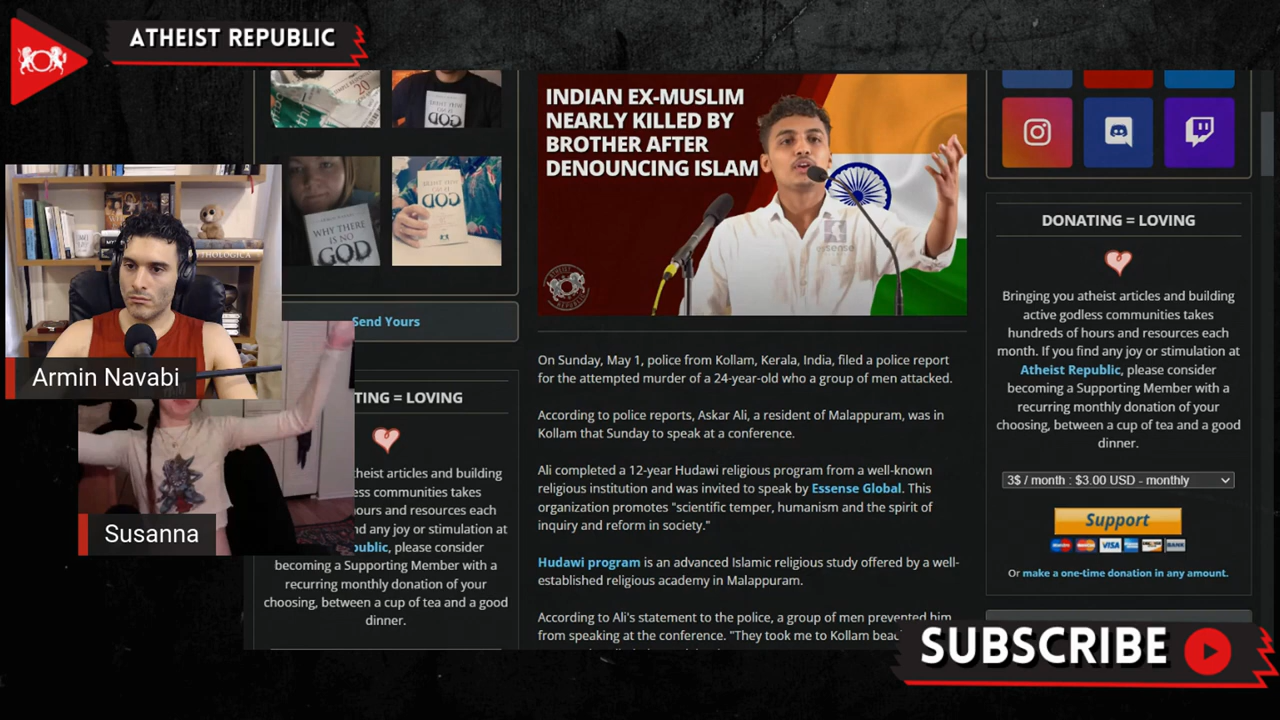 ATHEIST REPUBLIC
INDIAN EX-MUSLIM
NEARLY KILLED BY
BROTHER AFTER
DENOUNCING ISLAM
essense
GOD
GOD
WHY THERE
IS NO
GOD
Send Yours
Armin Navabi
Susanna
TING = LOVING
theist articles and building
ess communities takes
ours and resources each
nd any joy or stimulation at
public, please consider
becoming a Supporting Member with a
recurring monthly donation of your
choosing, between a cup of tea and a good
dinner.
On Sunday, May 1, police from Kollam, Kerala, India, filed a police report
for the attempted murder of a 24-year-old who a group of men attacked.
According to police reports, Askar Ali, a resident of Malappuram, was in
Kollam that Sunday to speak at a conference.
Ali completed a 12-year Hudawi religious program from a well-known
religious institution and was invited to speak by Essense Global. This
organization promotes "scientific temper, humanism and the spirit of
inquiry and reform in society."
Hudawi program is an advanced Islamic religious study offered by a well-
established religious academy in Malappuram.
According to Ali's statement to the police, a group of men prevented him
from speaking at the conference. "They took me to Kollam beac
DONATING = LOVING
Bringing you atheist articles and building
active godless communities takes
hundreds of hours and resources each
month. If you find any joy or stimulation at
Atheist Republic, please consider
becoming a Supporting Member with a
recurring monthly donation of your
choosing, between a cup of tea and a good
dinner.
3$ / month : $3.00 USD - monthly
Support
VISA
BANK
Or make a one-time donation in any amount.
SUBSCRIBE